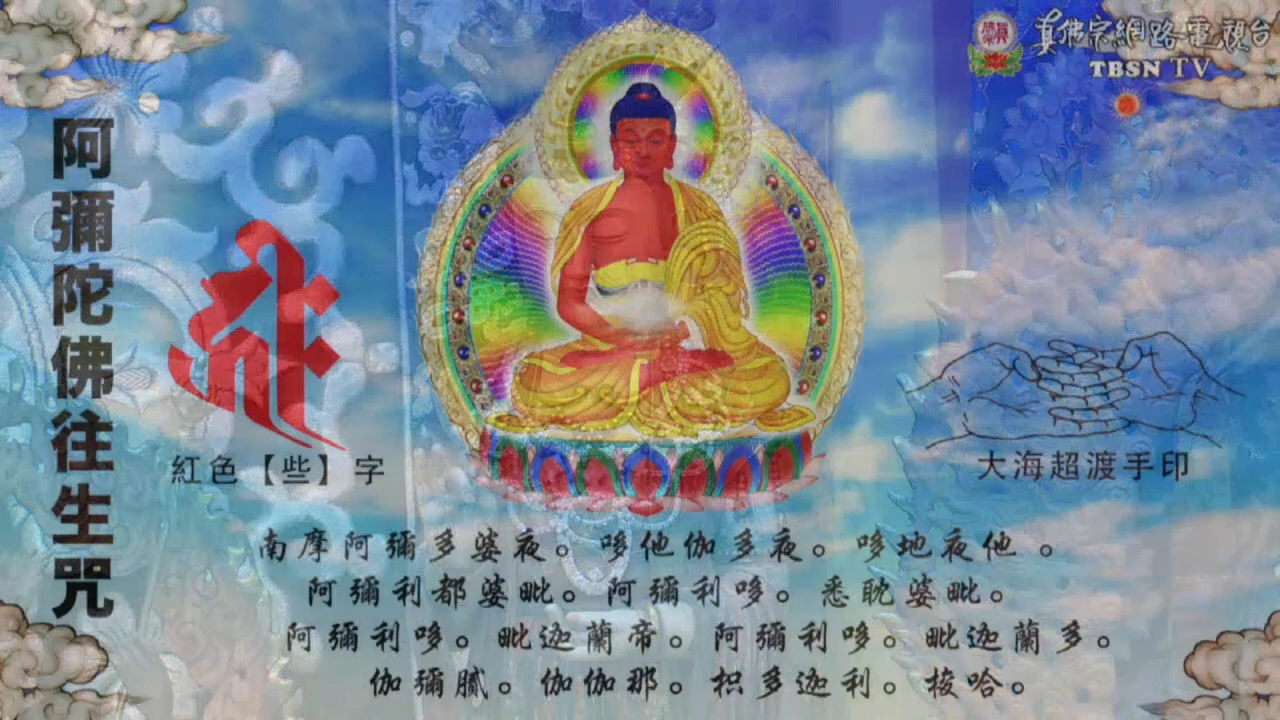 真佛宗網路電視台
TBSN TV
阿彌陀佛往生咒
紅色【些】字
大海超渡手印
南摩阿彌多婆夜。哆他伽多夜。哆地夜他。
阿彌利都婆毗。阿彌利哆。悉耽婆毗。
阿彌利哆。毗迦蘭帝。阿彌利哆。毗迦蘭多。
伽彌膩。伽伽那。枳多迦利。梭哈。